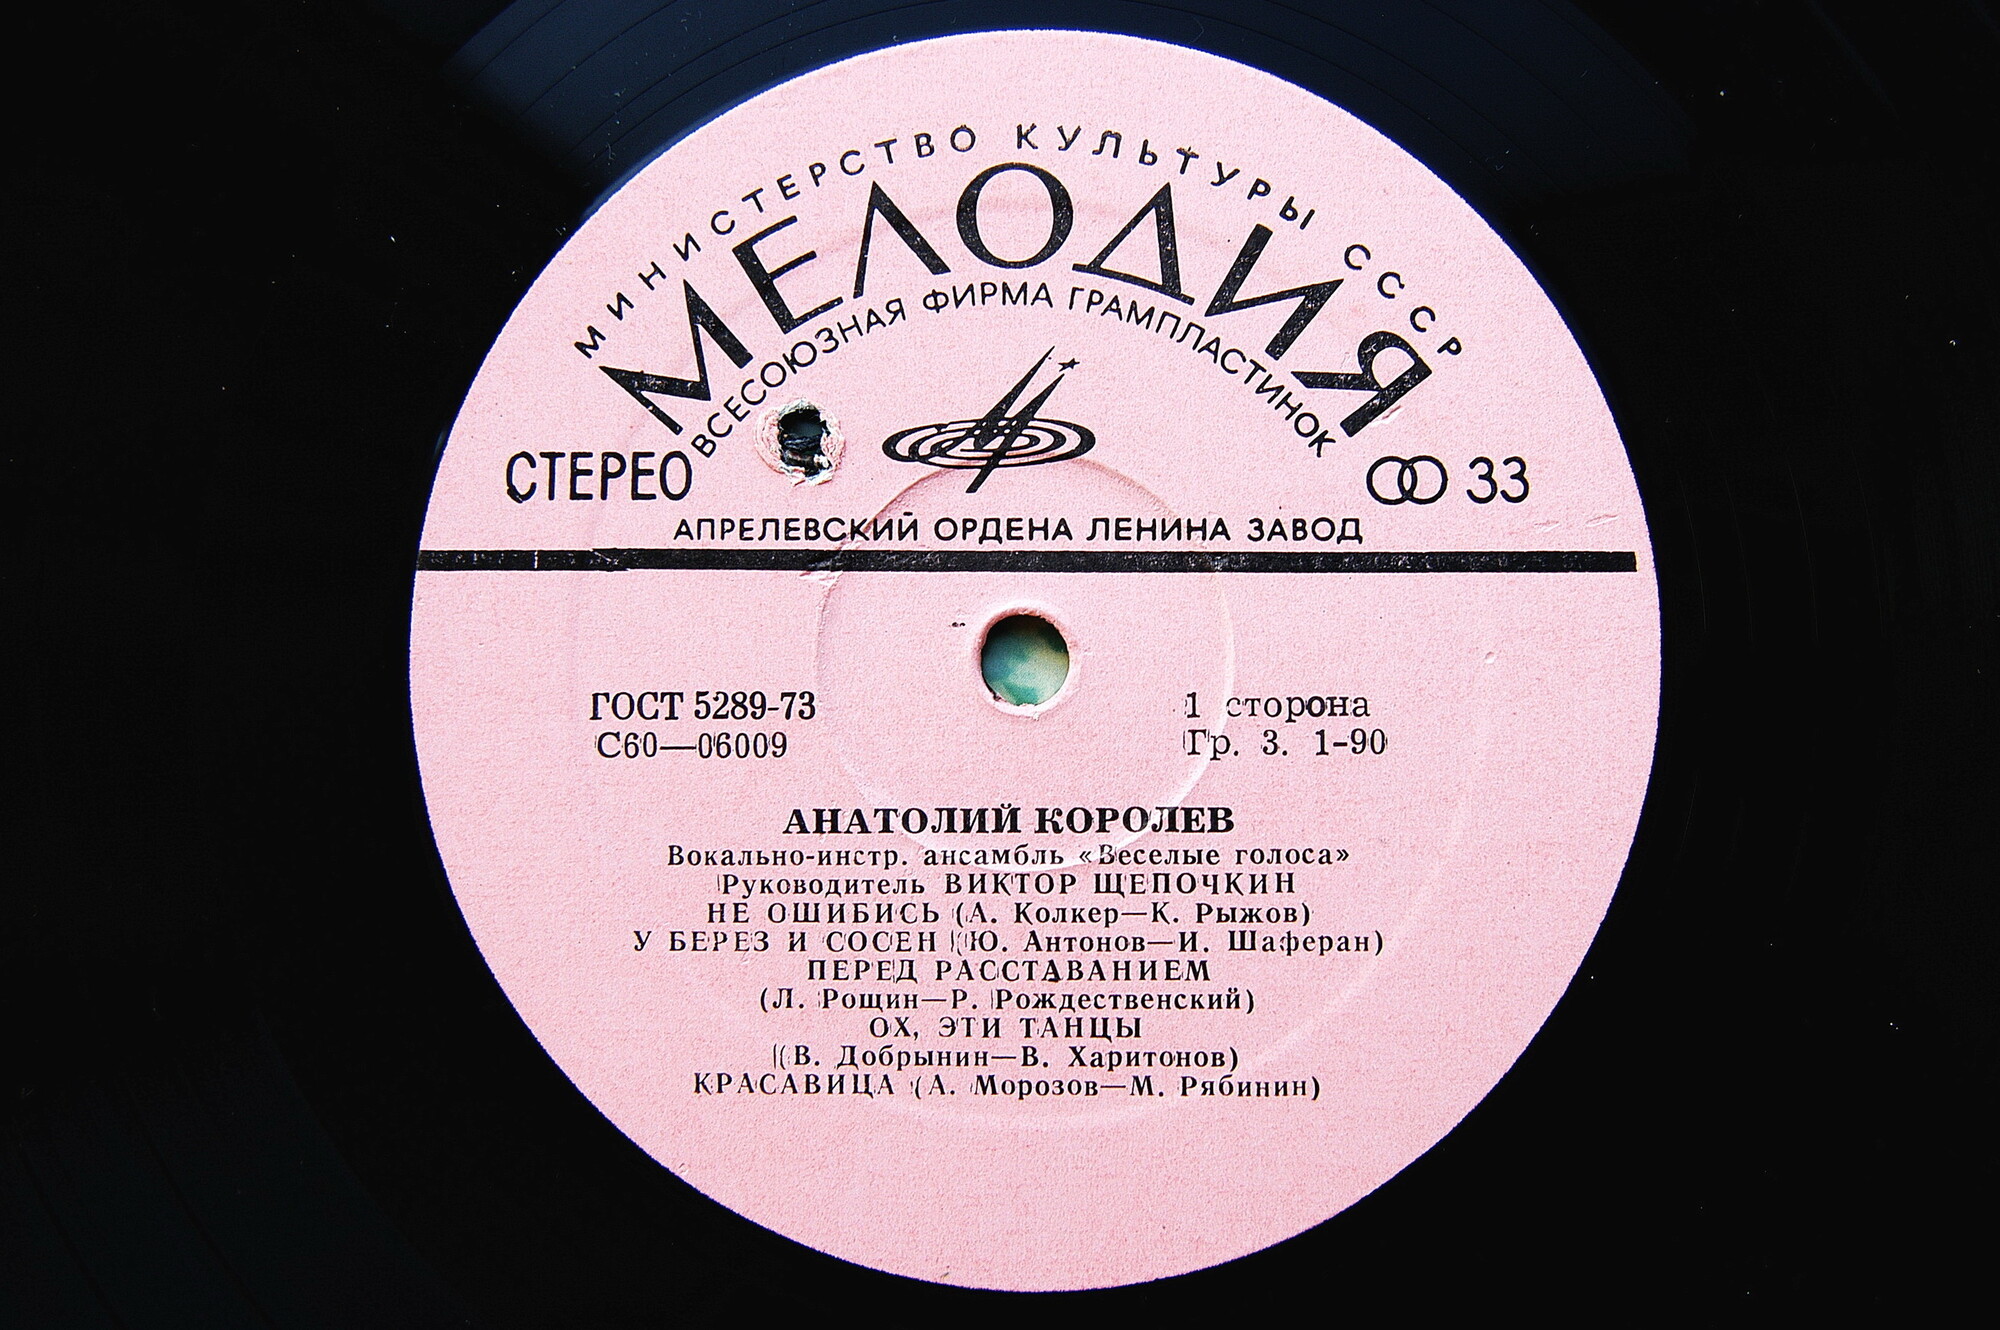 МИНИСТЕРСТВО КУЛЬТУРЫ СССР
МЕЛОДИЯ
ВСЕСОЮЗНАЯ ФИРМА ГРАМПЛАСТИНОК
СТЕРЕО
33
АПРЕЛЕВСКИЙ ОРДЕНА ЛЕНИНА ЗАВОД
ГОСТ 5289-73
С60—06009
1 сторона
Гр. 3. 1-90
АНАТОЛИЙ КОРОЛЕВ
Вокально-инстр. ансамбль «Веселые голоса»
Руководитель ВИКТОР ЩЕПОЧКИН
НЕ ОШИБИСЬ (А. Колкер—К. Рыжов)
У БЕРЕЗ И СОСЕН (Ю. Антонов—И. Шаферан)
ПЕРЕД РАССТАВАНИЕМ
(Л. Рощин—Р. Рождественский)
ОХ, ЭТИ ТАНЦЫ
(В. Добрынин—В. Харитонов)
КРАСАВИЦА (А. Морозов—М. Рябинин)